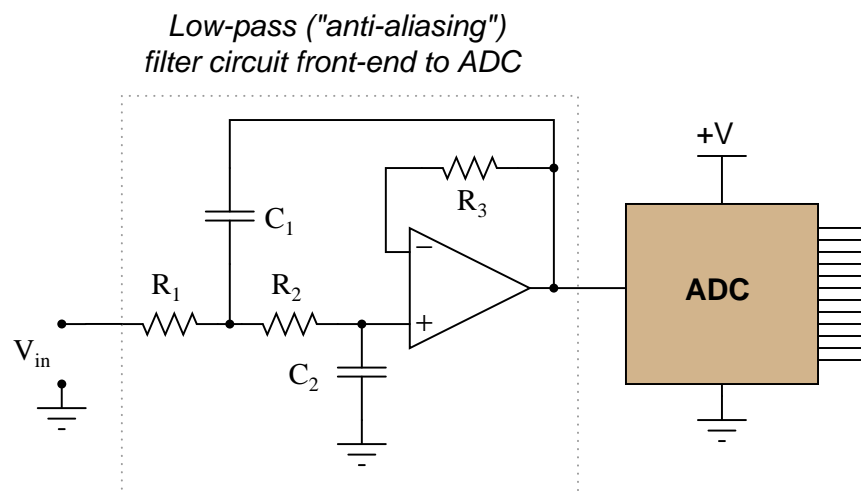 Low-pass ("anti-aliasing")
filter circuit front-end to ADC
+V
R3
C1
−
ADC
R1
R2
+
Vin
C2